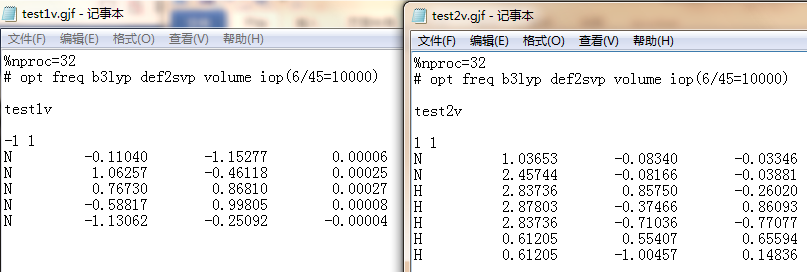 test1v.gjf - 记事本
文件(F) 编辑(E) 格式(O) 查看(V) 帮助(H)
%nproc=32
# opt freq b3lyp def2svp volume iop(6/45=10000)
test1v
-1 1
N -0.11040 -1.15277 0.00006
N 1.06257 -0.46118 0.00025
N 0.76730 0.86810 0.00027
N -0.58817 0.99805 0.00008
N -1.13062 -0.25092 -0.00004
test2v.gjf - 记事本
文件(F) 编辑(E) 格式(O) 查看(V) 帮助(H)
%nproc=32
# opt freq b3lyp def2svp volume iop(6/45=10000)
test2v
1 1
N 1.03653 -0.08340 -0.03346
N 2.45744 -0.08166 -0.03881
H 2.83736 0.85750 -0.26020
H 2.87803 -0.37466 0.86093
H 2.83736 -0.71036 -0.77077
H 0.61205 0.55407 0.65594
H 0.61205 -1.00457 0.14836